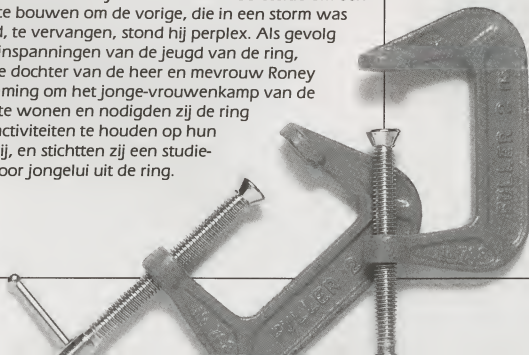 te bouwen om de vorige, die in een storm was
, te vervangen, stond hij perplex. Als gevolg
inspanningen van de jeugd van de ring,
e dochter van de heer en mevrouw Roney
ming om het jonge-vrouwenkamp van de
te wonen en nodigden zij de ring
activiteiten te houden op hun
ij, en stichtten zij een studie-
oor jongelui uit de ring.